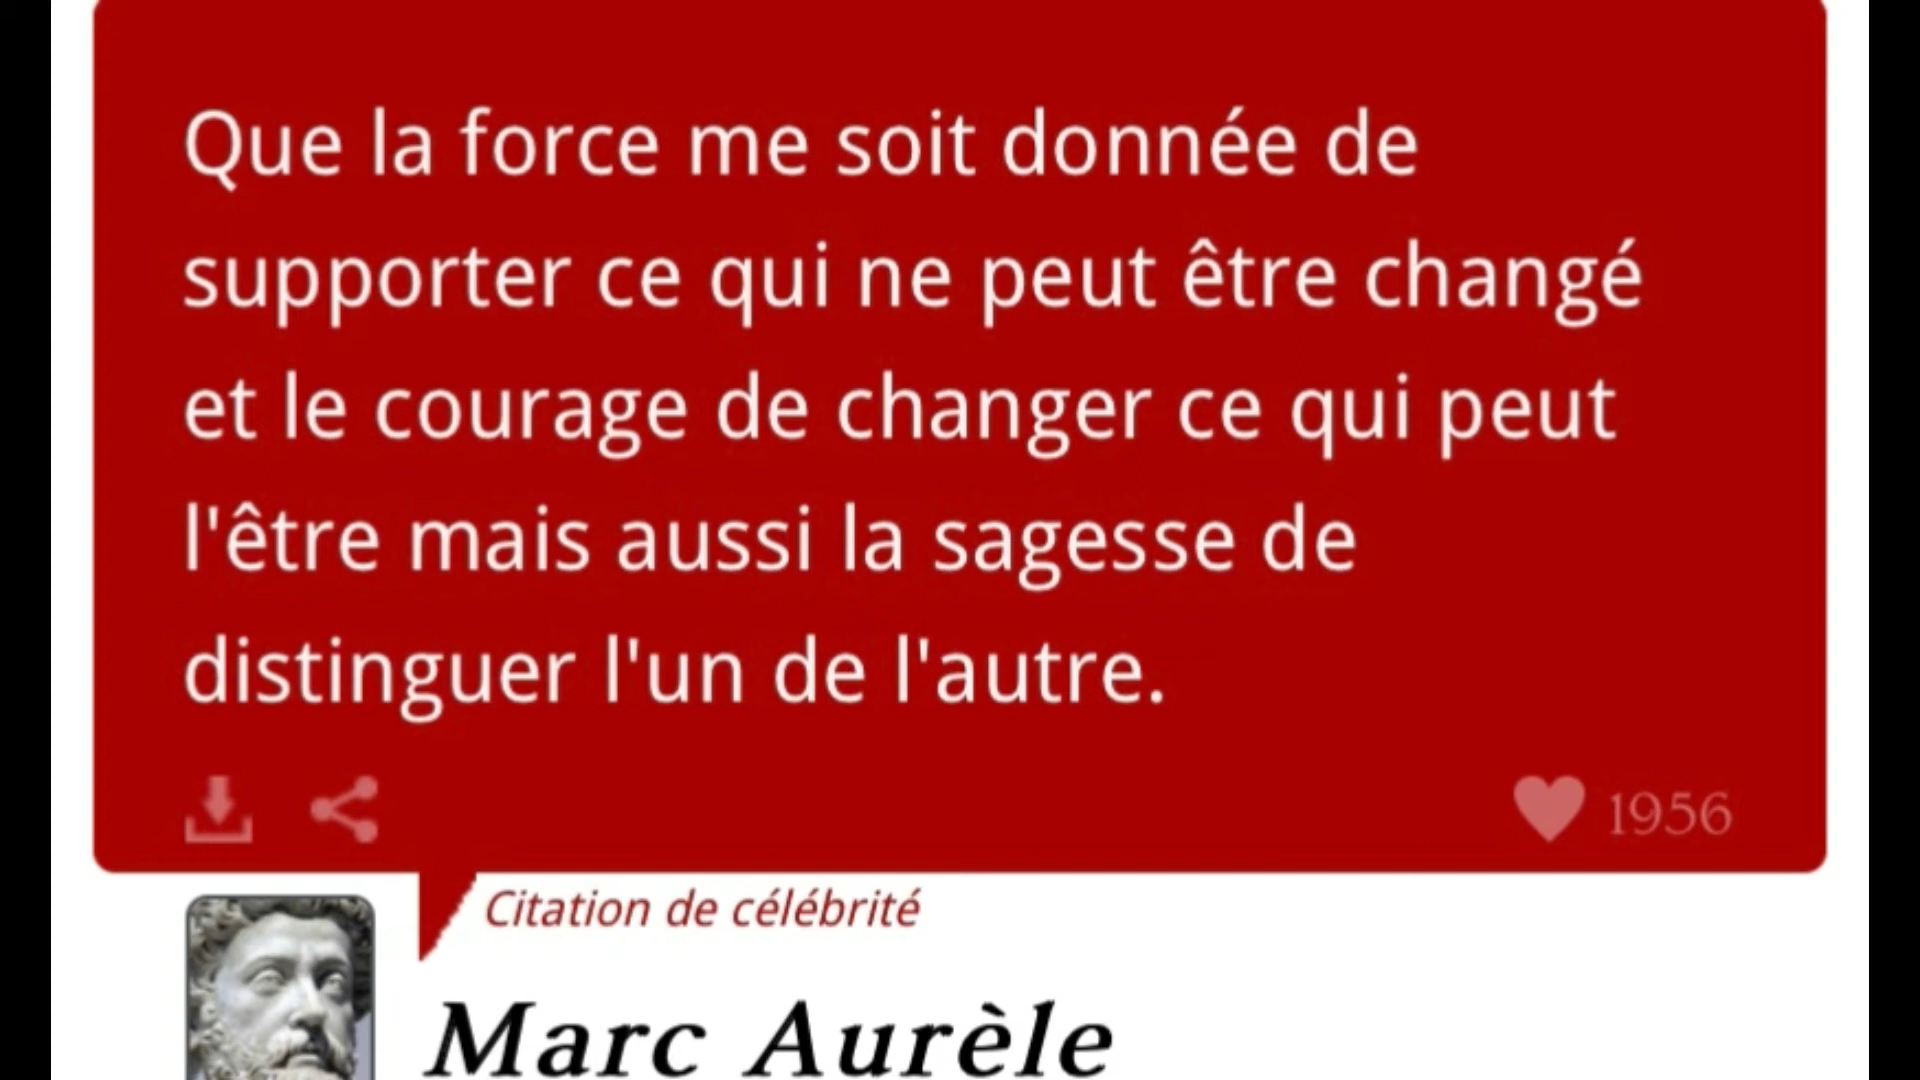 Que la force me soit donnée de
supporter ce qui ne peut être changé
et le courage de changer ce qui peut
l'être mais aussi la sagesse de
distinguer l'un de l'autre.
1956
Citation de célébrité
Marc Aurèle